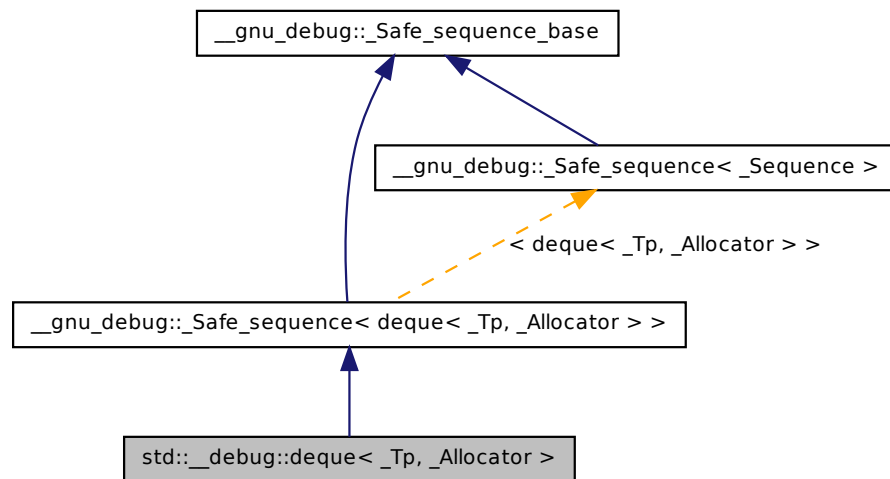 __gnu_debug::_Safe_sequence_base
__gnu_debug::_Safe_sequence< _Sequence >
< deque< _Tp, _Allocator > >
__gnu_debug::_Safe_sequence< deque< _Tp, _Allocator > >
std::__debug::deque< _Tp, _Allocator >